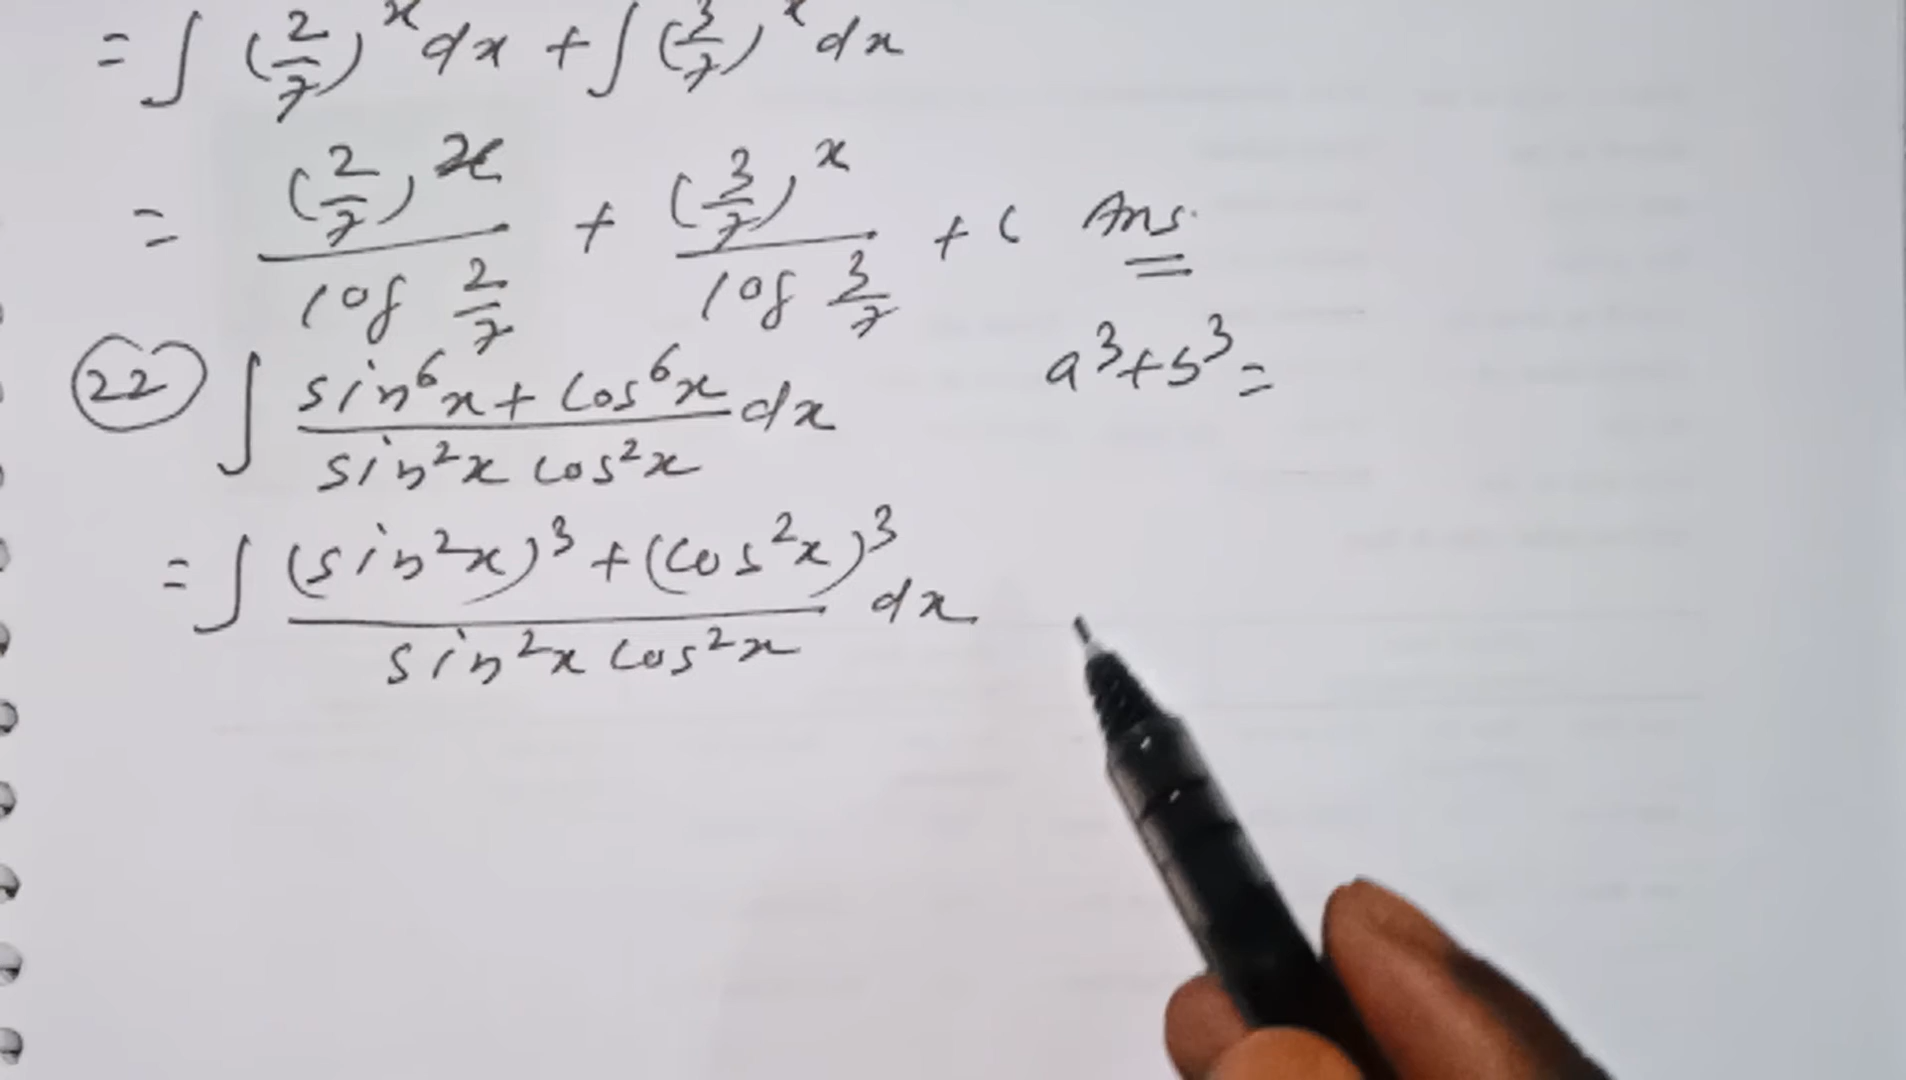 = ∫ (2/7)^x dx + ∫ (3/7)^x dx
= (2/7)^x / log 2/7 + (3/7)^x / log 3/7 + C Ans.
(22) ∫ sin⁶x + cos⁶x / sin²x cos²x dx a³+b³=
= ∫ (sin²x)³ + (cos²x)³ / sin²x cos²x dx